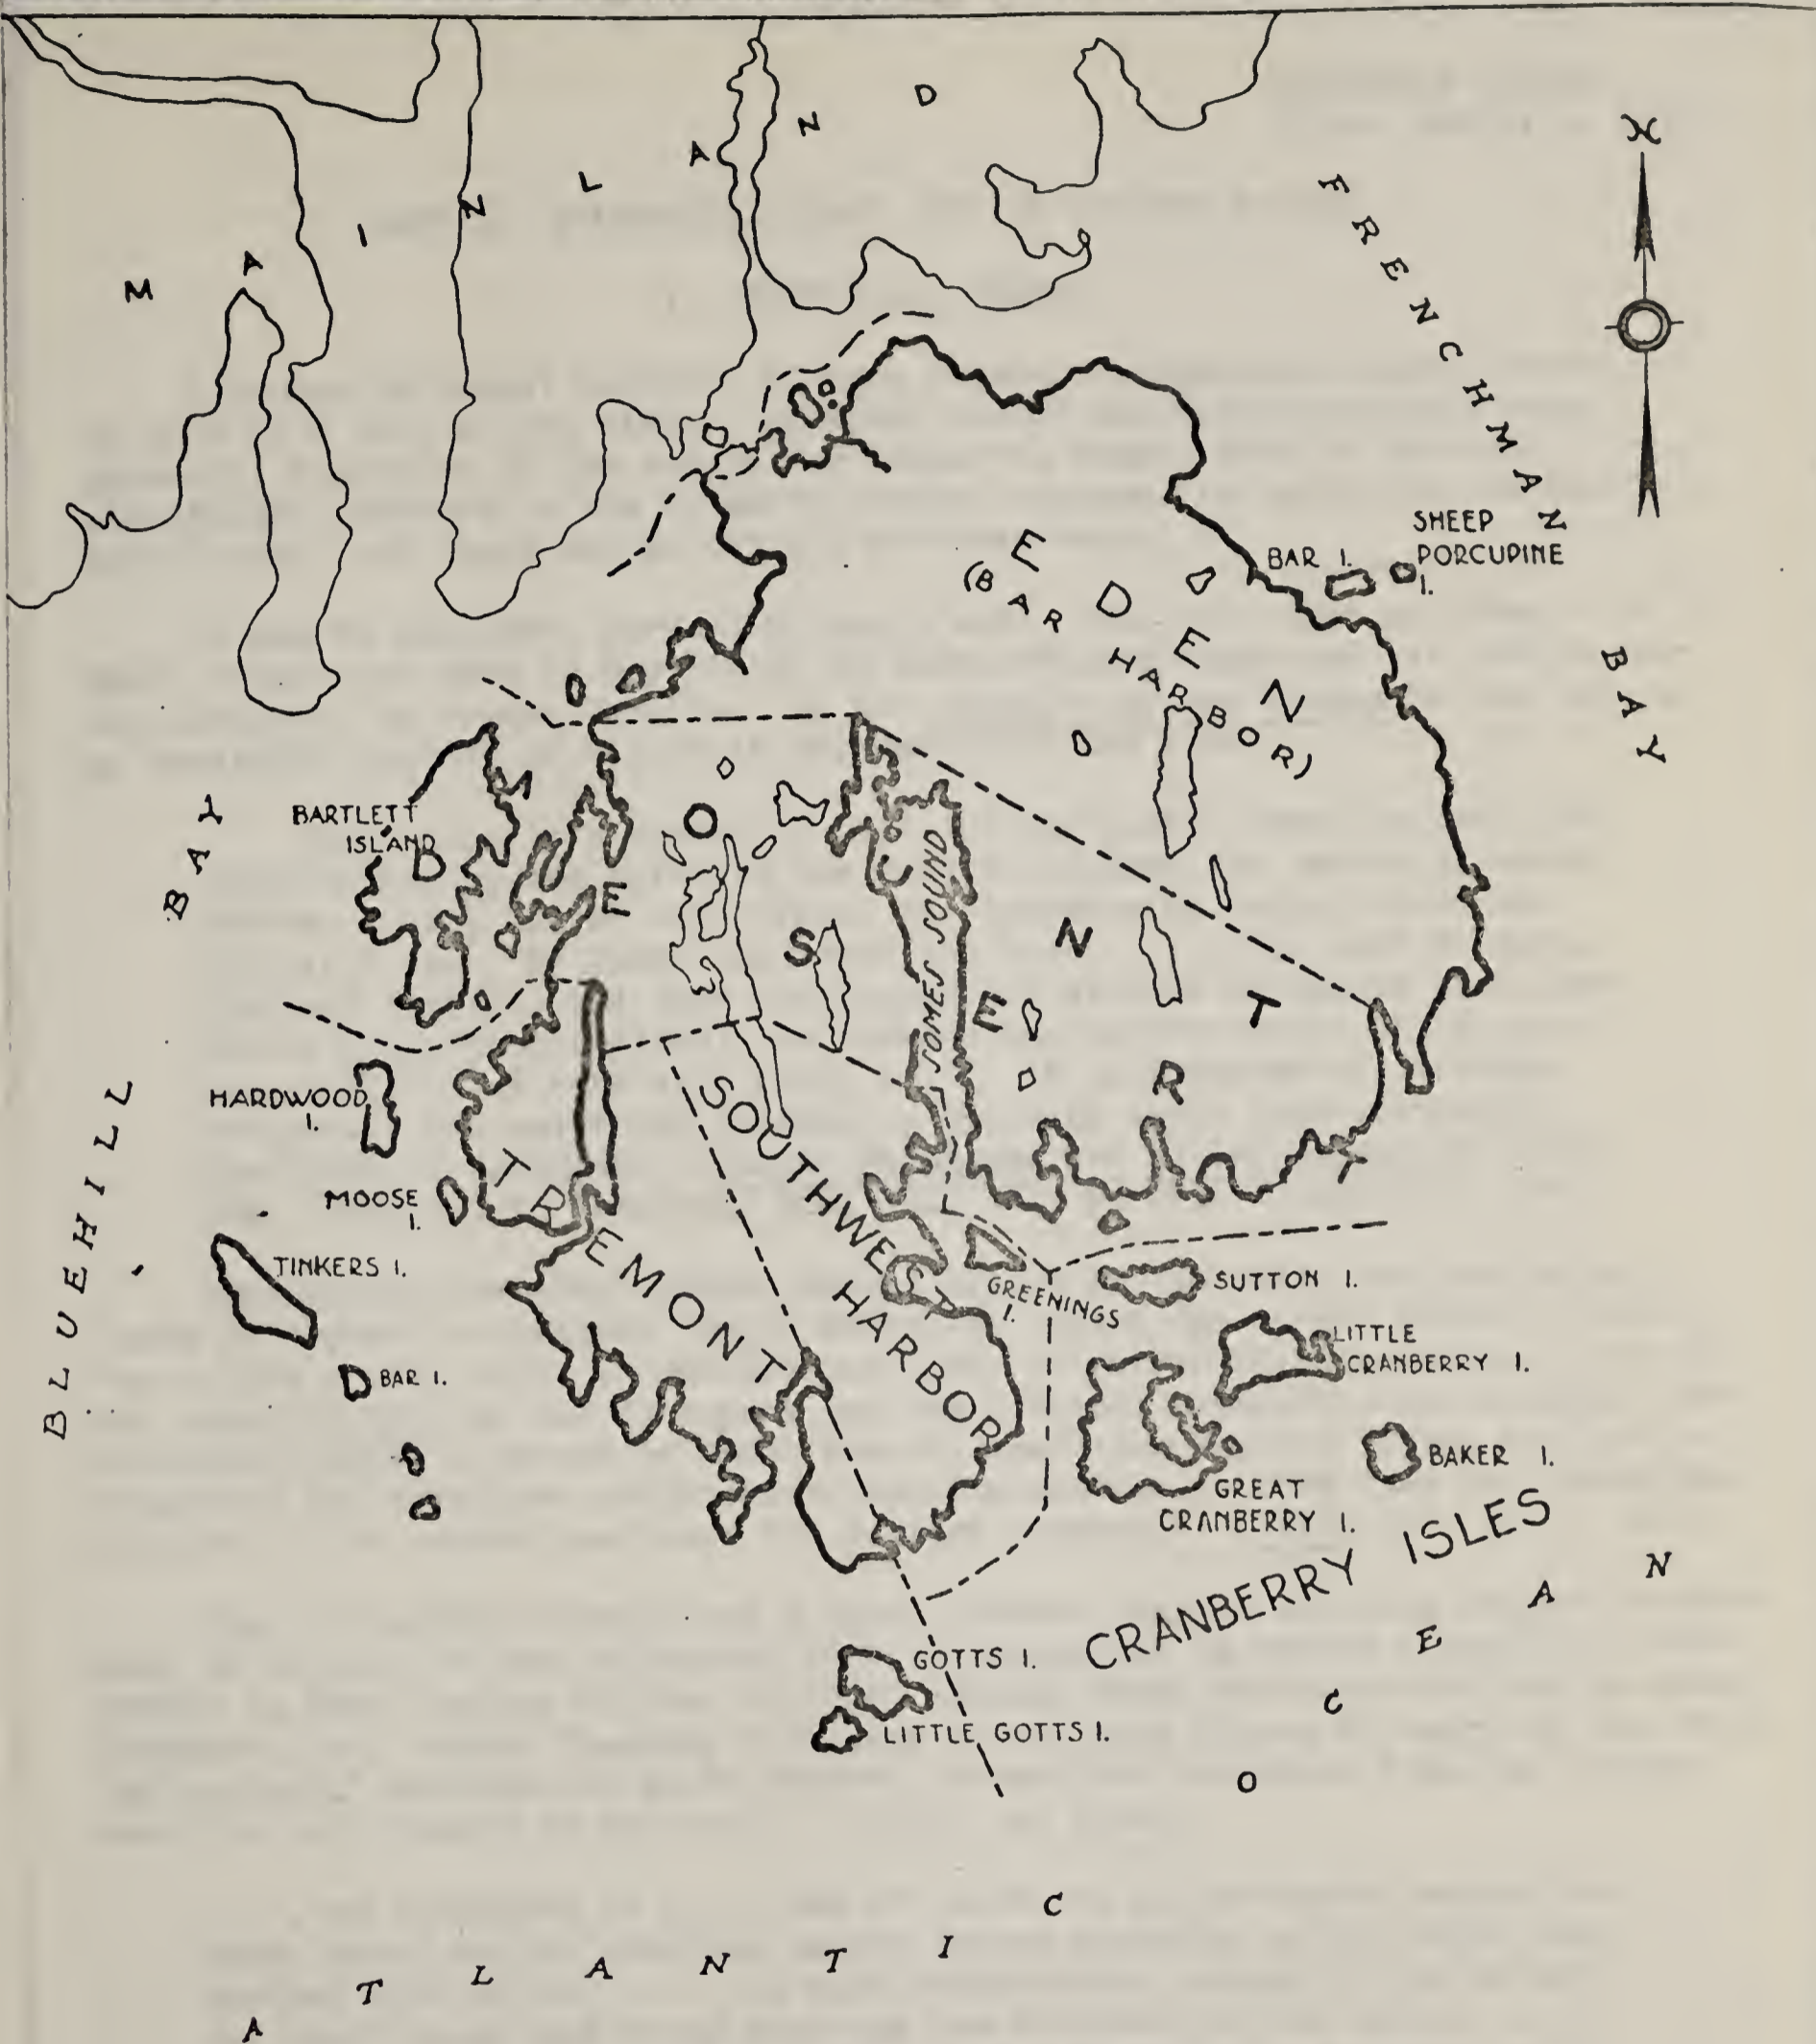 MAINLAND
N
FRENCHMAN
BAY
EDEN
(BAR HARBOR)
BAR I.
SHEEP
PORCUPINE
I.
MOUNT
DESERT
BARTLETT
ISLAND
SOMES SOUND
BLUEHILL BAY
HARDWOOD
I.
MOOSE
I.
TINKERS I.
BAR I.
TREMONT
SOUTHWEST
HARBOR
GREENINGS
I.
SUTTON I.
LITTLE
CRANBERRY I.
BAKER I.
GREAT
CRANBERRY I.
CRANBERRY ISLES
GOTTS I.
LITTLE GOTTS I.
ATLANTIC OCEAN